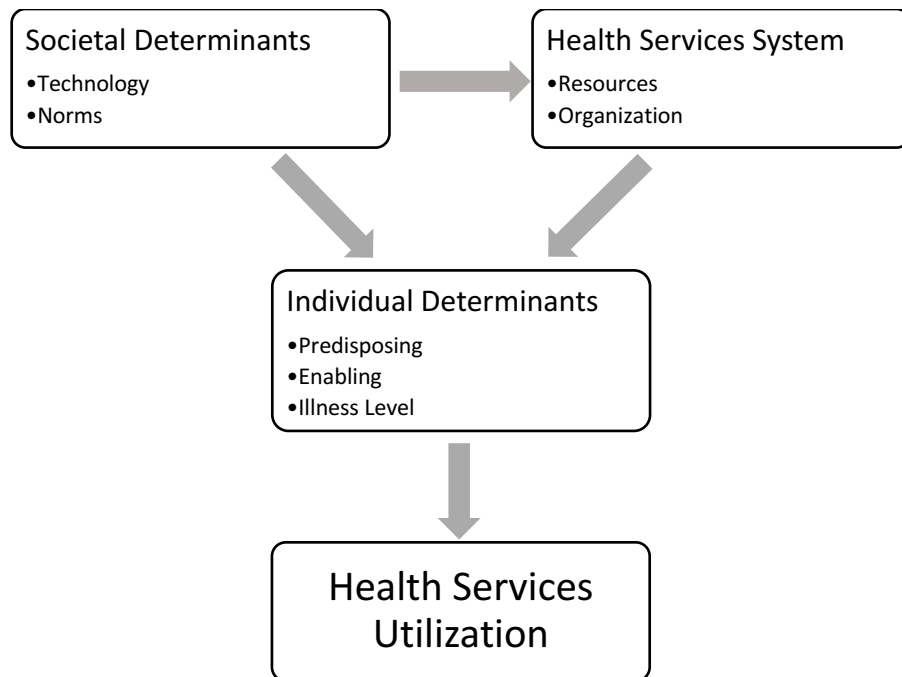 Societal Determinants
•Technology
•Norms
Health Services System
•Resources
•Organization
Individual Determinants
•Predisposing
•Enabling
•Illness Level
Health Services
Utilization